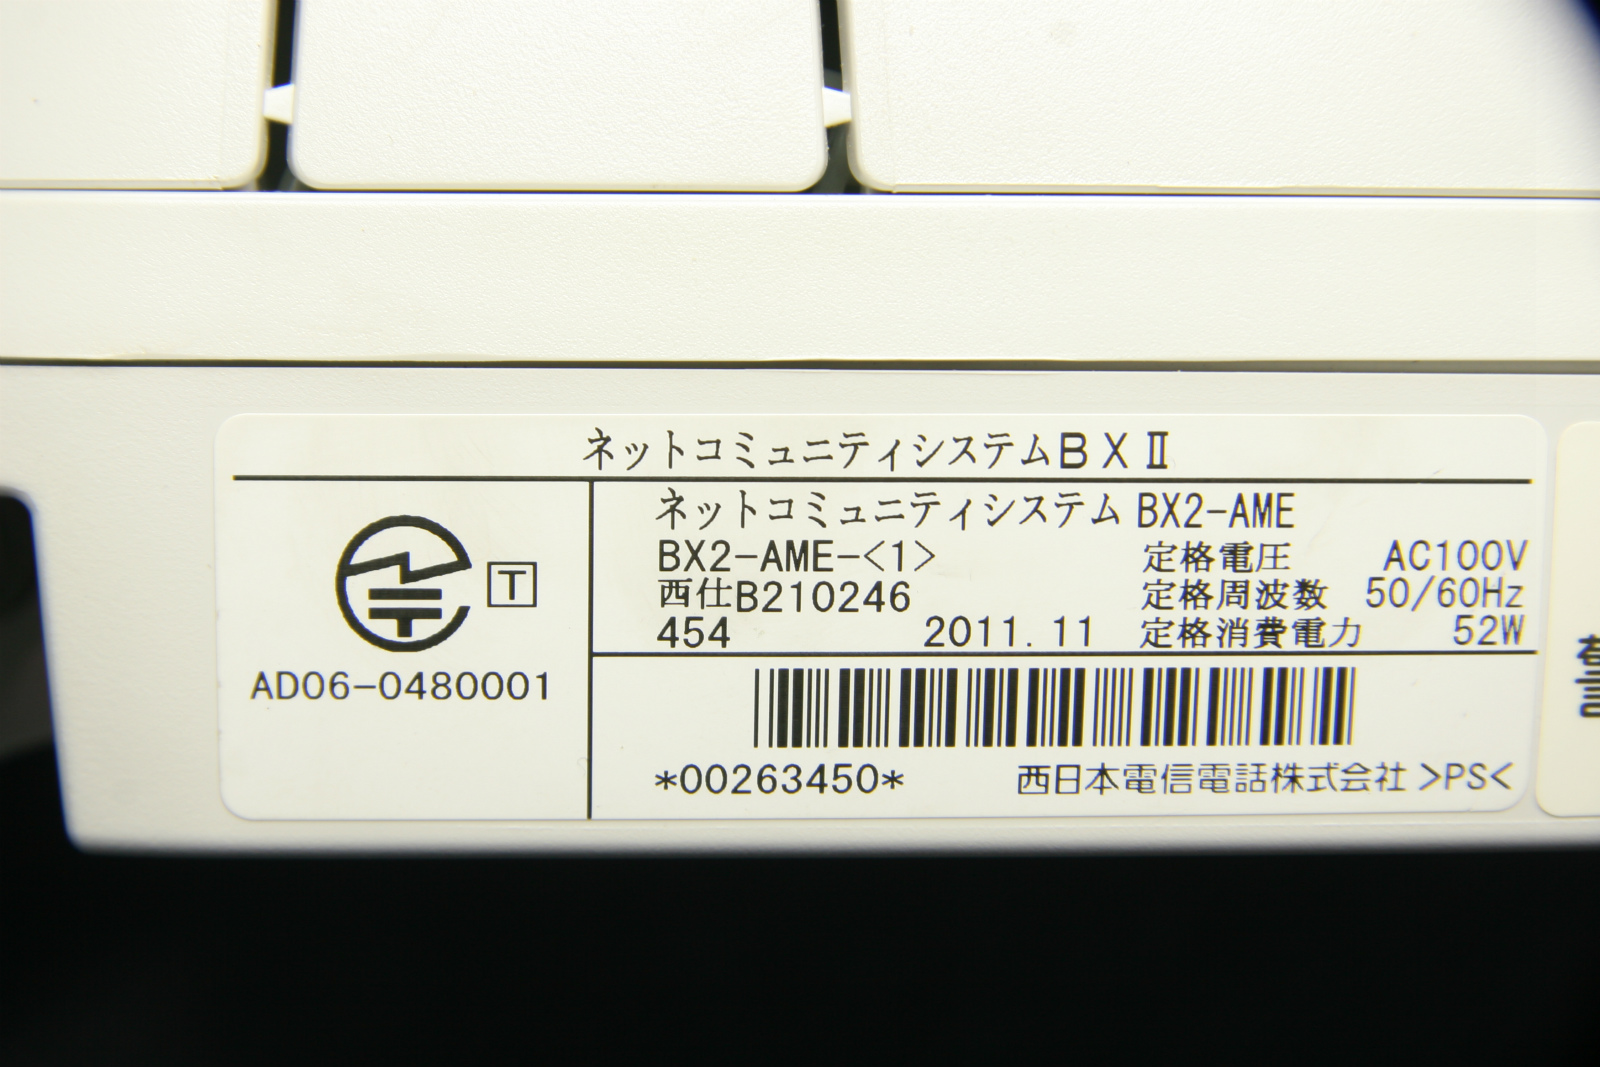 ネットコミュニティシステムBXⅡ
ネットコミュニティシステム BX2-AME
BX2-AME-<1> 定格電圧 AC100V
西仕B210246 定格周波数 50/60Hz
454 2011.11 定格消費電力 52W
T
AD06-0480001
*00263450* 西日本電信電話株式会社 >PS<